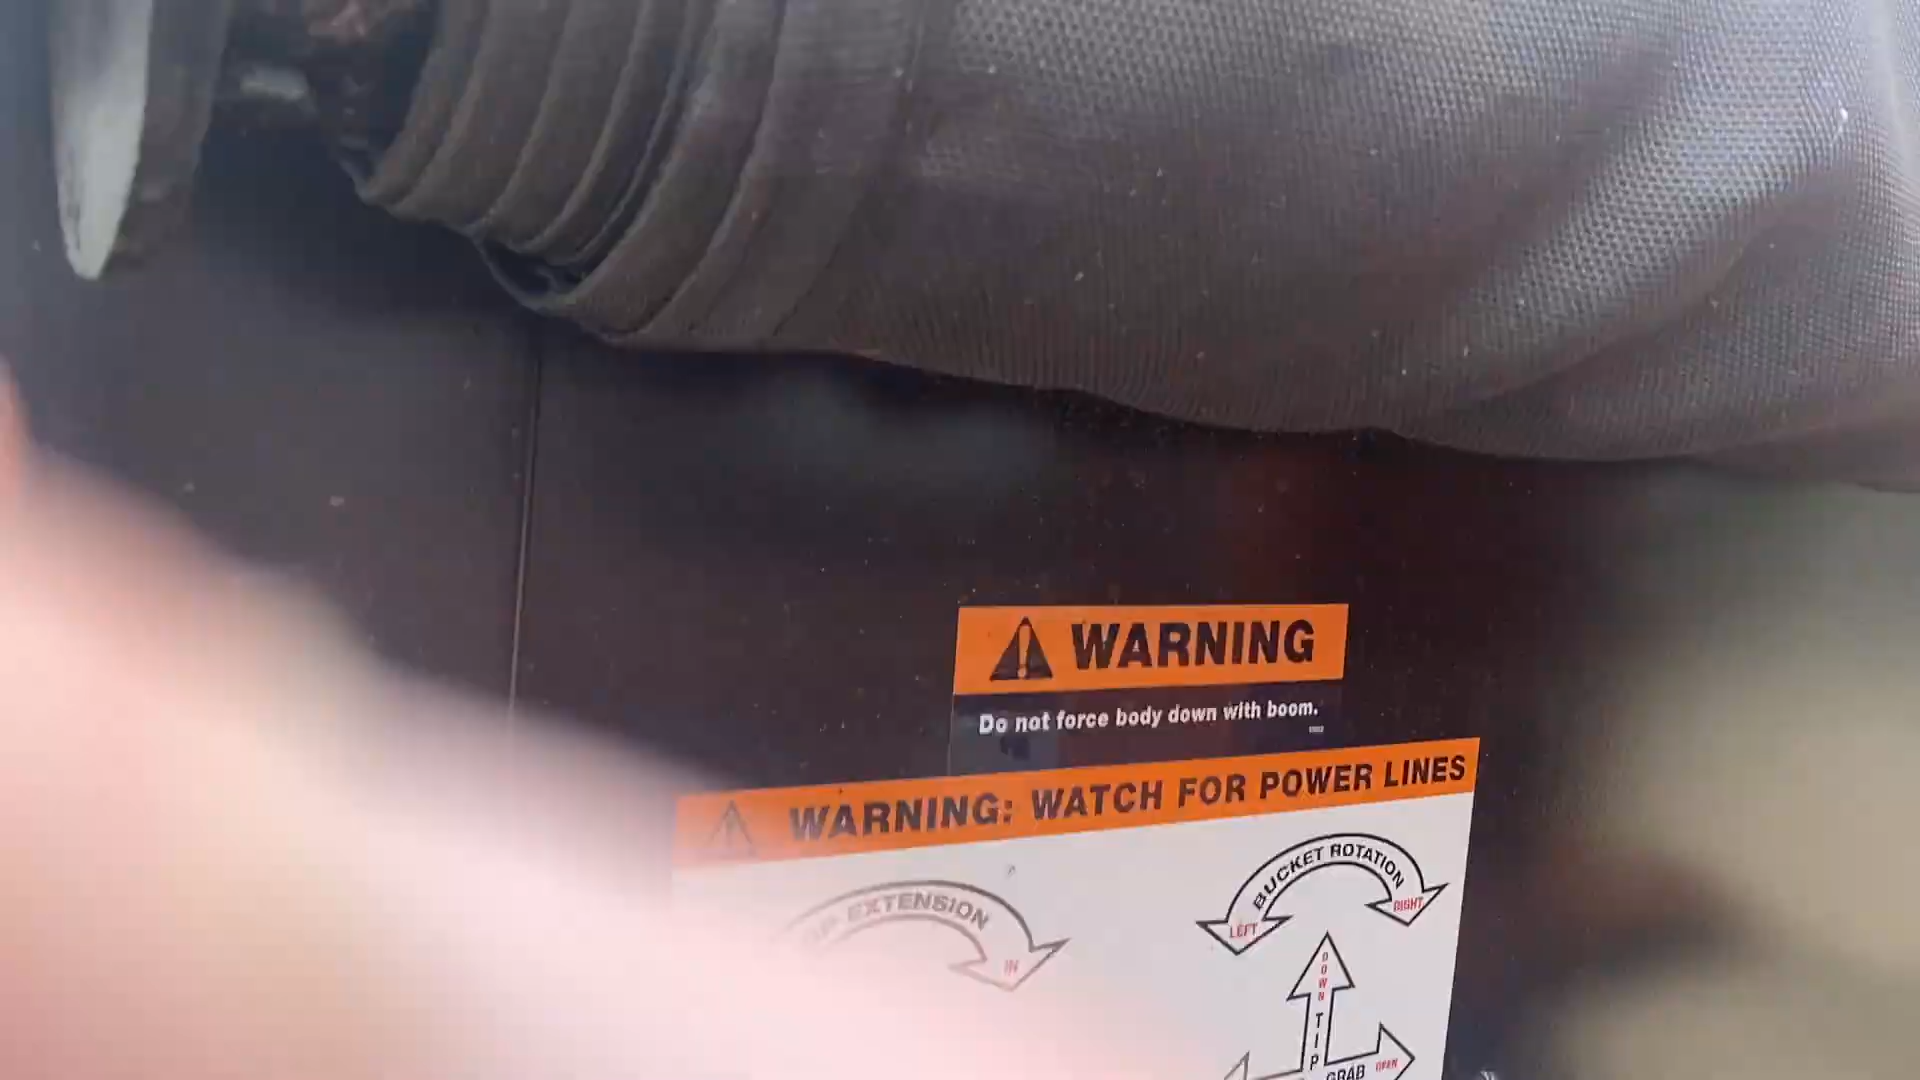 WARNING
Do not force body down with boom.
WARNING: WATCH FOR POWER LINES
EXTENSION
IN
BUCKET ROTATION
LEFT
RIGHT
DOWN
TIP
GRAB
OPEN